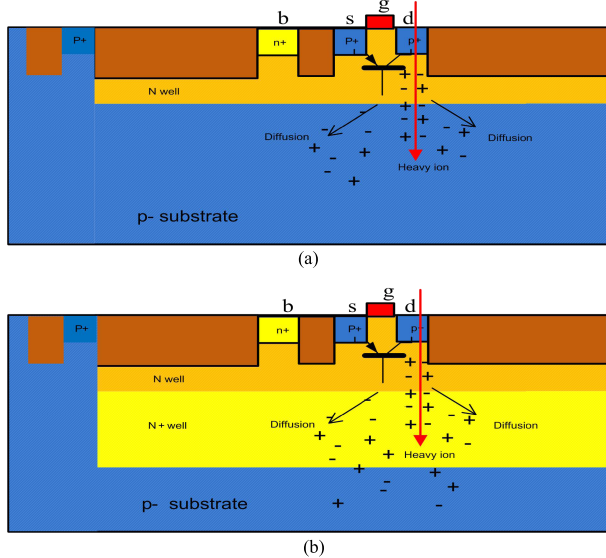 g
b s d
P+ n+ P+ p+
N well
Diffusion Diffusion
Heavy ion
p- substrate
(a)
g
b s d
P+ n+ P+ p+
N well
N + well Diffusion Diffusion
Heavy ion
p- substrate
(b)